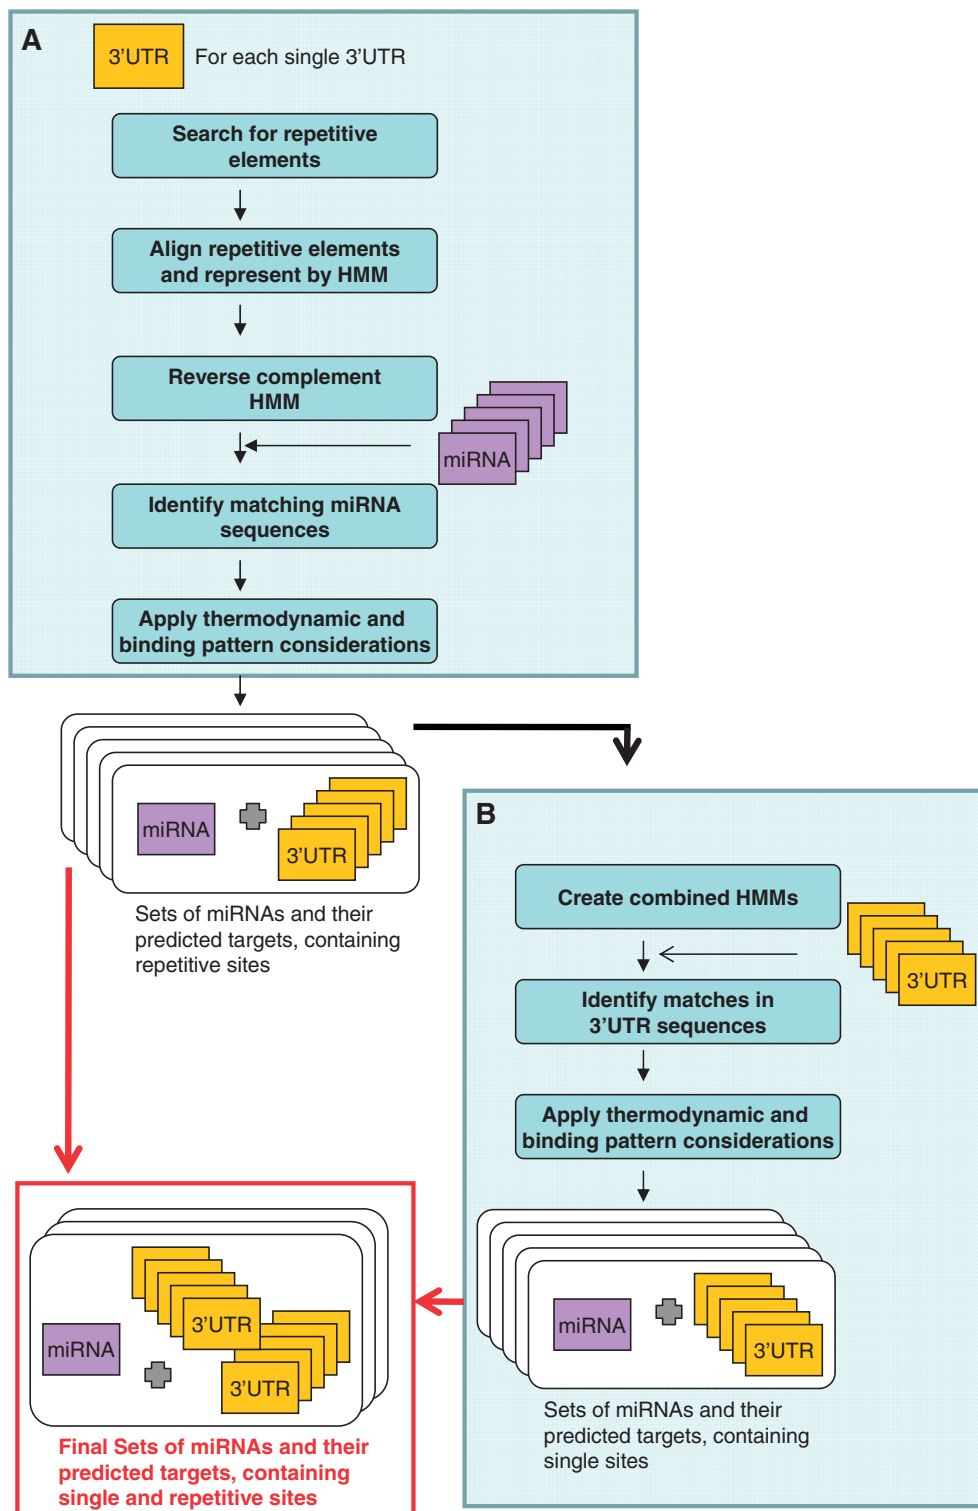 A
3'UTR
For each single 3'UTR
Search for repetitive
elements
Align repetitive elements
and represent by HMM
Reverse complement
HMM
miRNA
Identify matching miRNA
sequences
Apply thermodynamic and
binding pattern considerations
miRNA
3'UTR
Sets of miRNAs and their
predicted targets, containing
repetitive sites
B
Create combined HMMs
3'UTR
Identify matches in
3'UTR sequences
Apply thermodynamic and
binding pattern considerations
miRNA
3'UTR
Sets of miRNAs and their
predicted targets, containing
single sites
3'UTR
miRNA
3'UTR
Final Sets of miRNAs and their
predicted targets, containing
single and repetitive sites